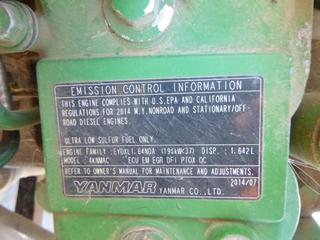 EMISSION CONTROL INFORMATION
THIS ENGINE COMPLIES WITH U.S.EPA AND CALIFORNIA
REGULATIONS FOR 2014 M.Y.NONROAD AND STATIONARY/OFF-
ROAD DIESEL ENGINES.
ULTRA LOW SULFUR FUEL ONLY.
ENGINE FAMILY : EYDXL1.64NDA (19≤kW<37) DISP. : 1.642L
MODEL : ECU EM EGR DFI PTOX OC
REFER TO OWNER'S MANUAL FOR MAINTENANCE AND ADJUSTMENTS.
2014/07
YANMAR YANMAR CO.,LTD.